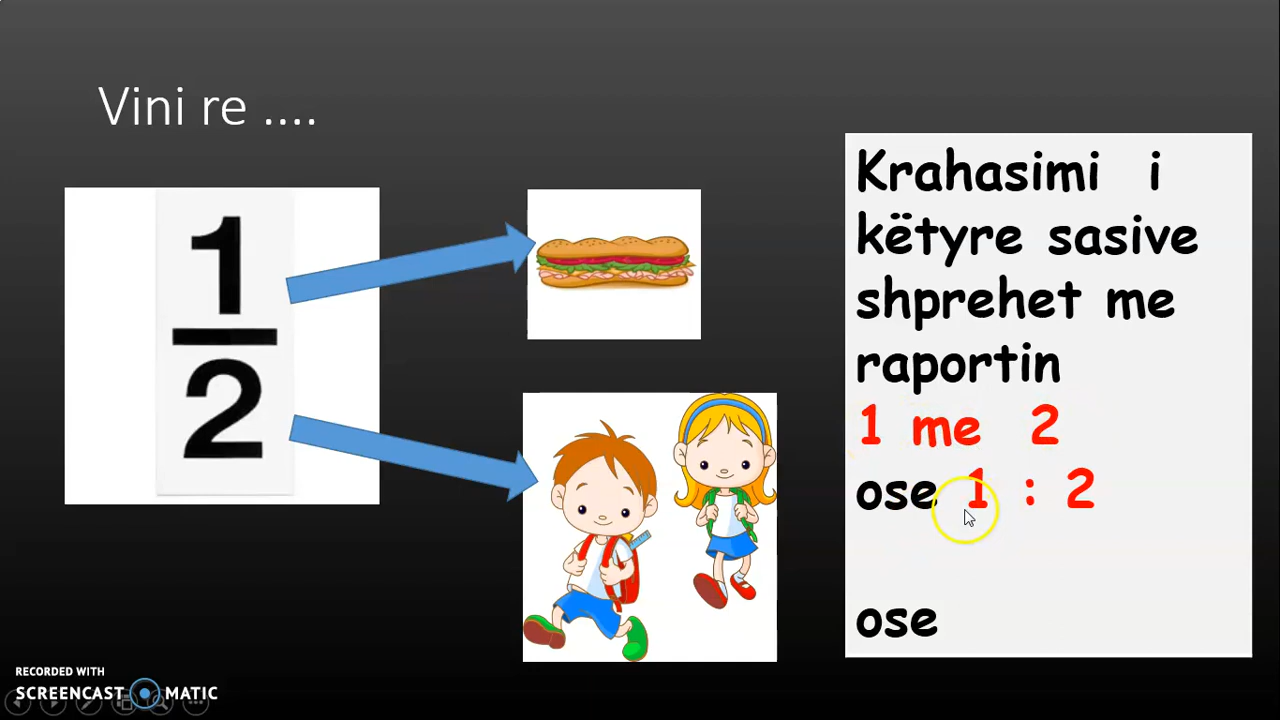 Vini re ....
1
2
Krahasimi i
këtyre sasive
shprehet me
raportin
1 me 2
ose 1 : 2
ose
RECORDED WITH
SCREENCAST MATIC